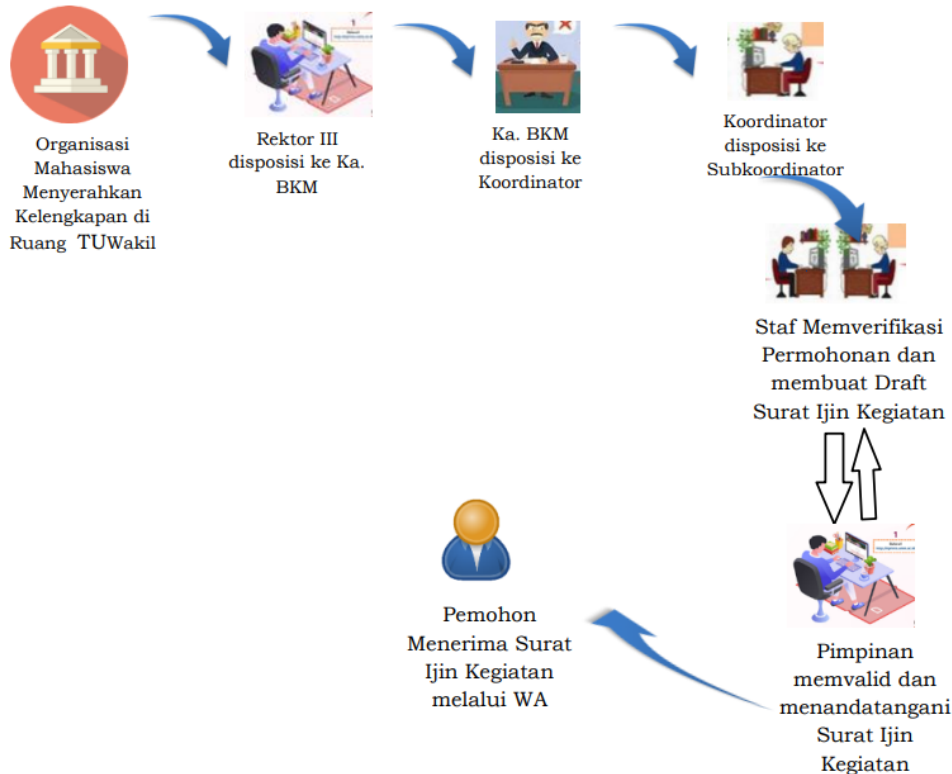 Organisasi
Mahasiswa
Menyerahkan
Kelengkapan di
Ruang TUWakil
1
Rektor III
disposisi ke Ka.
BKM
Ka. BKM
disposisi ke
Koordinator
Koordinator
disposisi ke
Subkoordinator
Staf Memverifikasi
Permohonan dan
membuat Draft
Surat Ijin Kegiatan
1
Pimpinan
memvalid dan
menandatangani
Surat Ijin
Kegiatan
Pemohon
Menerima Surat
Ijin Kegiatan
melalui WA